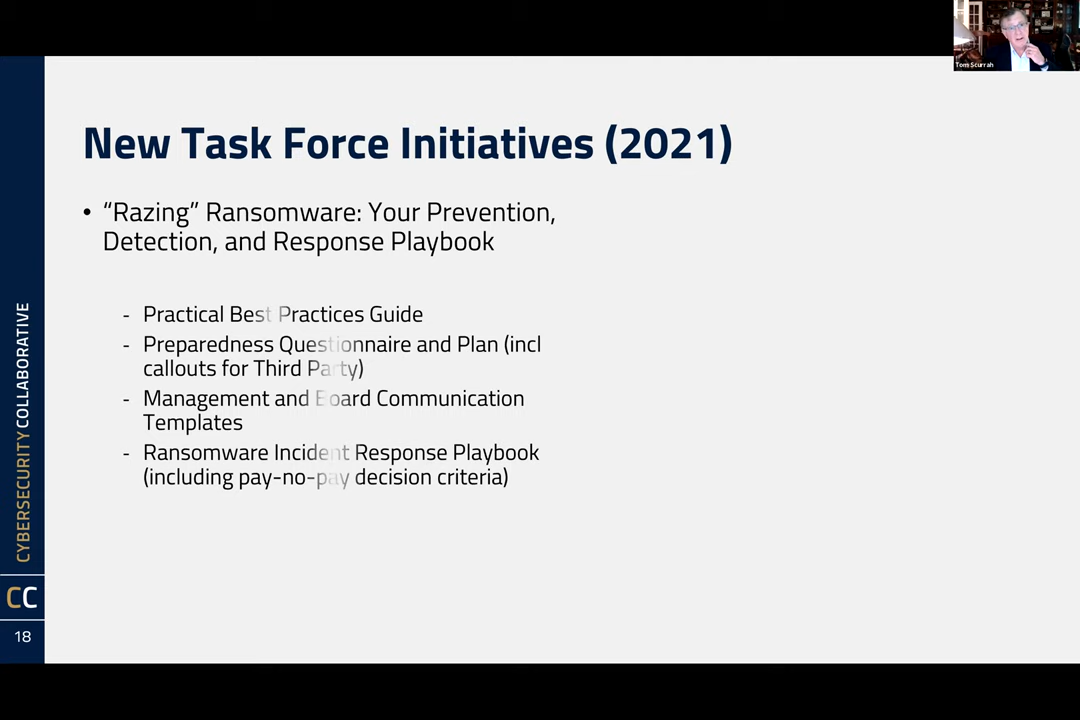 Tom Scurrah
New Task Force Initiatives (2021)
• “Razing” Ransomware: Your Prevention,
Detection, and Response Playbook
- Practical Best Practices Guide
- Preparedness Questionnaire and Plan (incl
callouts for Third Party)
- Management and Board Communication
Templates
- Ransomware Incident Response Playbook
(including pay-no-pay decision criteria)
CYBERSECURITY COLLABORATIVE
CC
18